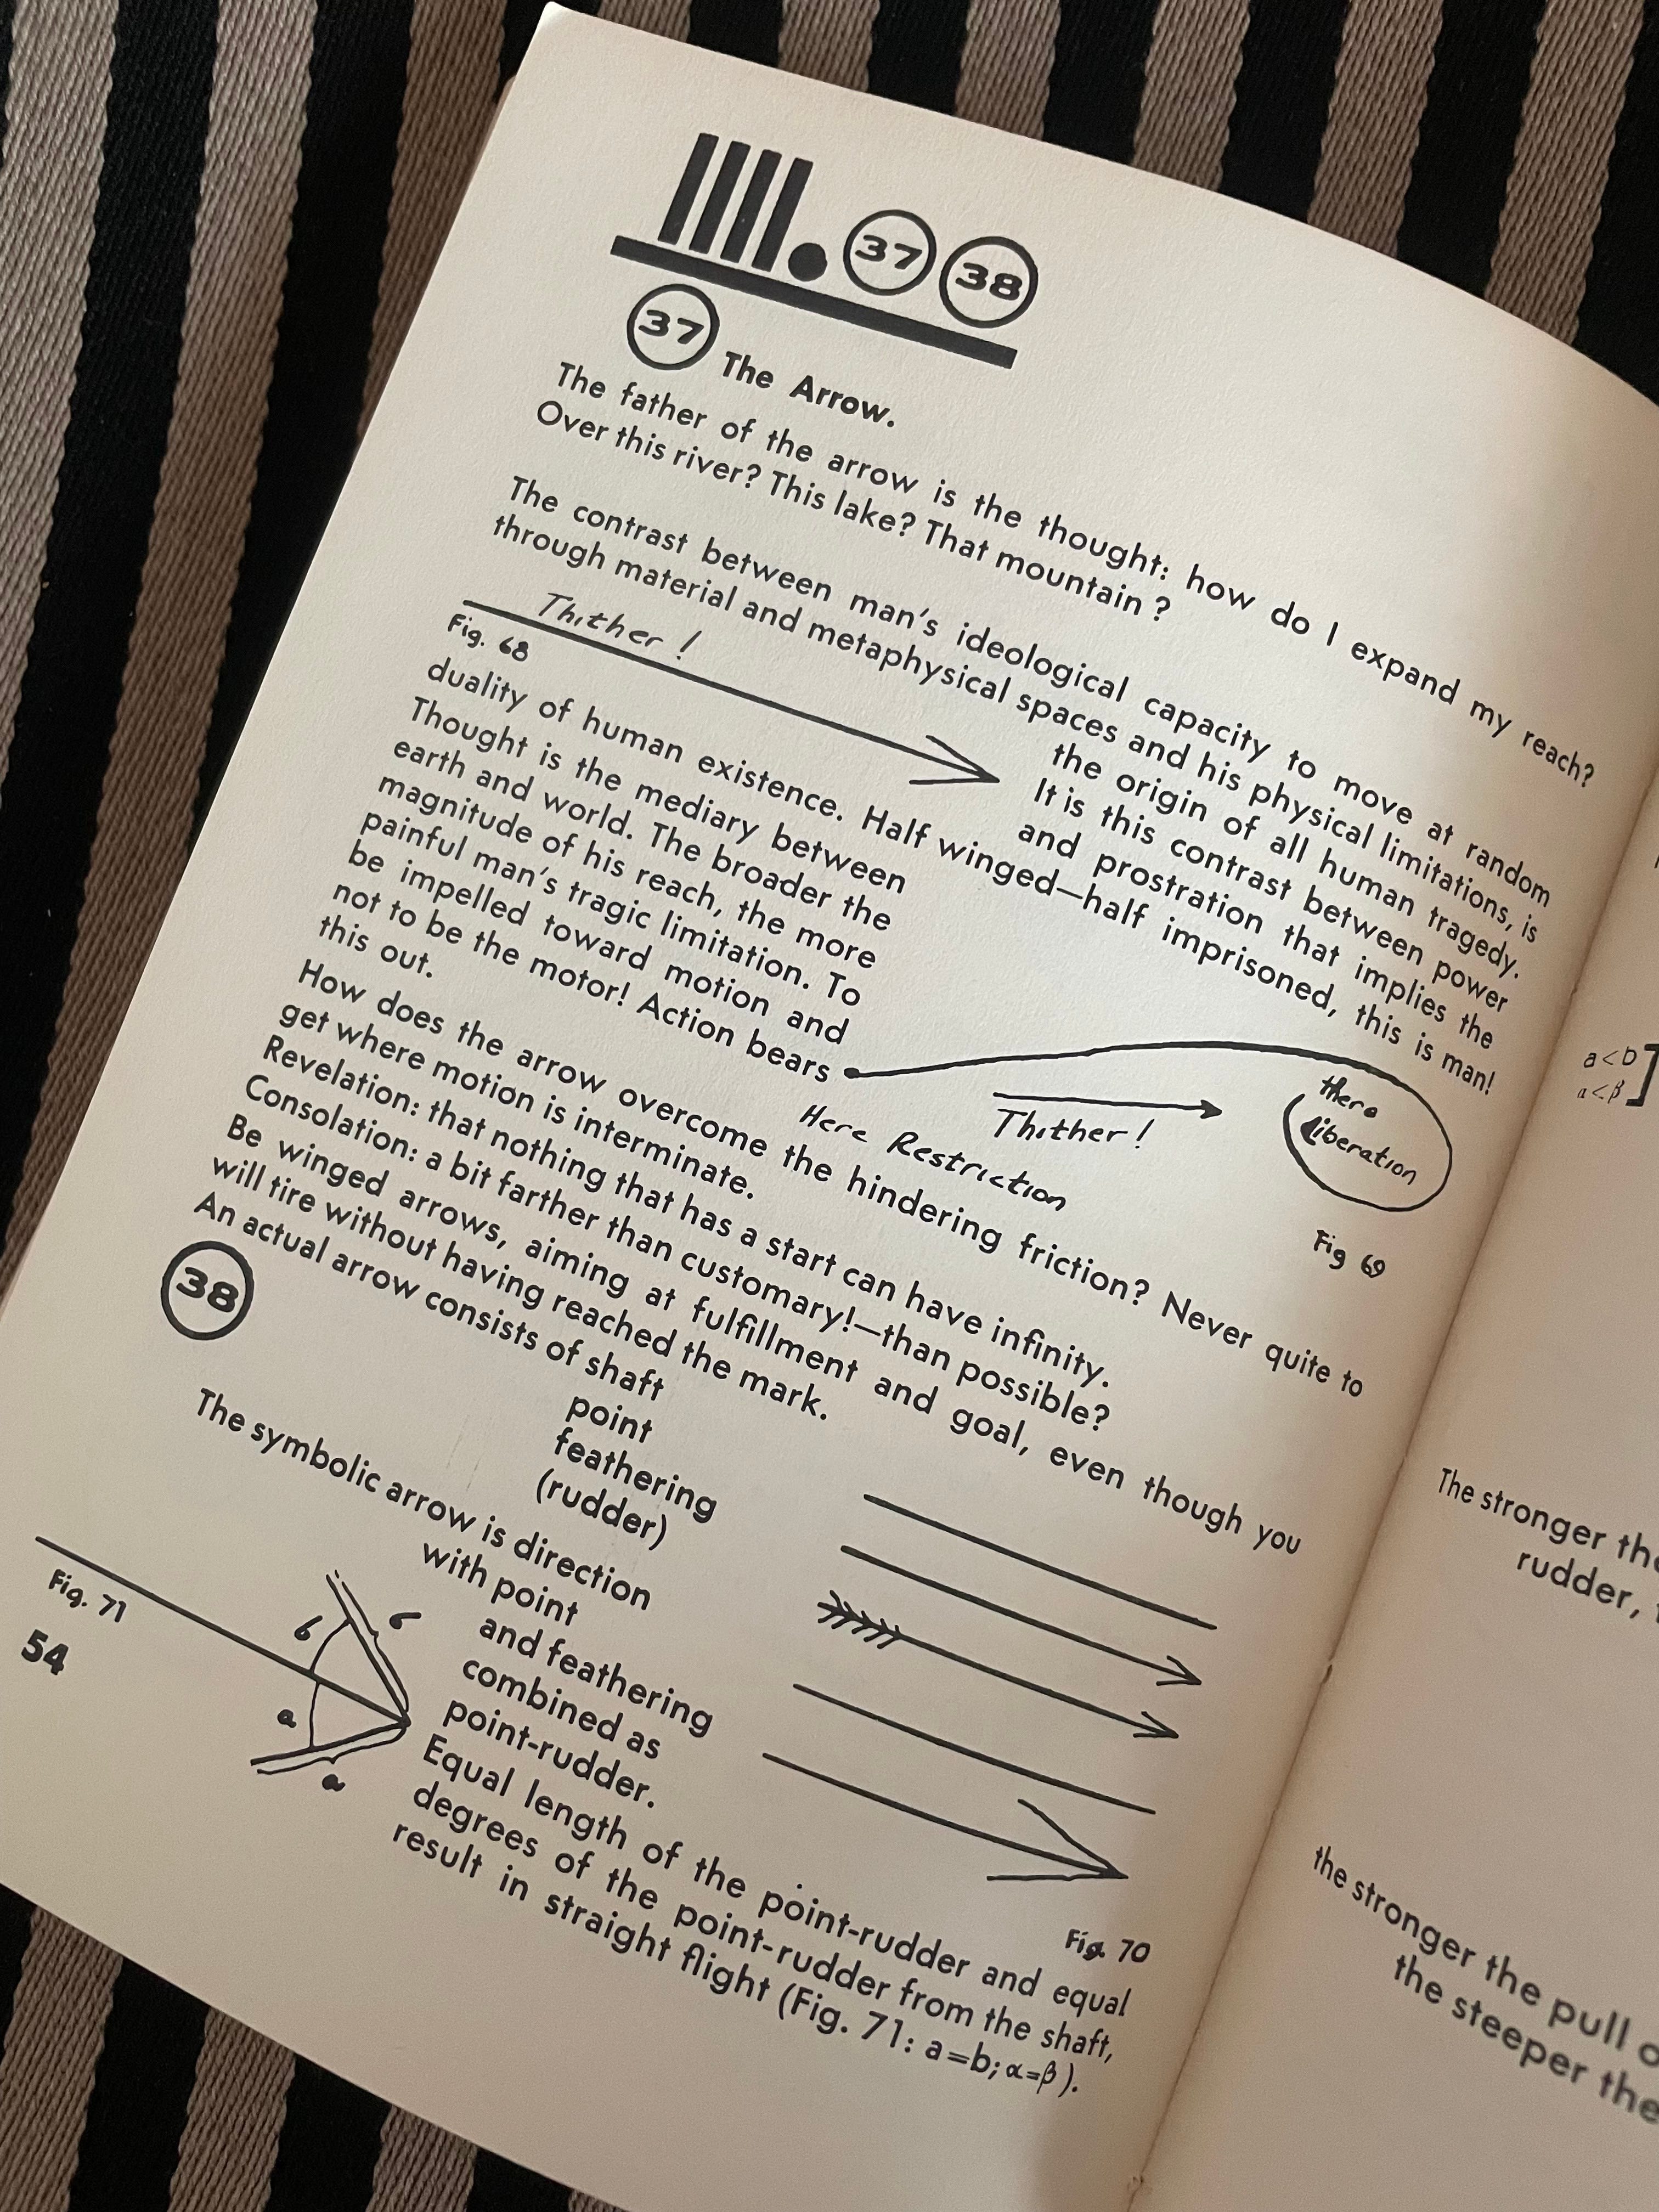 IIII. 37 38
37 The Arrow.
The father of the arrow is the thought: how do I expand my reach?
Over this river? This lake? That mountain ?
The contrast between man's ideological capacity to move at random
through material and metaphysical spaces and his physical limitations, is
Thither !
Fig. 68
the origin of all human tragedy.
It is this contrast between power
and prostration that implies the
duality of human existence. Half winged—half imprisoned, this is man!
Thought is the mediary between
earth and world. The broader the
magnitude of his reach, the more
painful man's tragic limitation. To
be impelled toward motion and
not to be the motor! Action bears
this out.
Here Restriction
Thither !
there
liberation
Fig 69
How does the arrow overcome the hindering friction? Never quite to
get where motion is interminate.
Revelation: that nothing that has a start can have infinity.
Consolation: a bit farther than customary!—than possible?
Be winged arrows, aiming at fulfillment and goal, even though you
will tire without having reached the mark.
38
An actual arrow consists of shaft
point
feathering
(rudder)
The symbolic arrow is direction
with point
and feathering
combined as
point-rudder.
Fig. 70
Equal length of the point-rudder and equal
degrees of the point-rudder from the shaft,
result in straight flight (Fig. 71: a=b; α=β).
Fig. 71
a
54
a<b
α<β
The stronger
rudder,
the stronger the pull
the steeper the